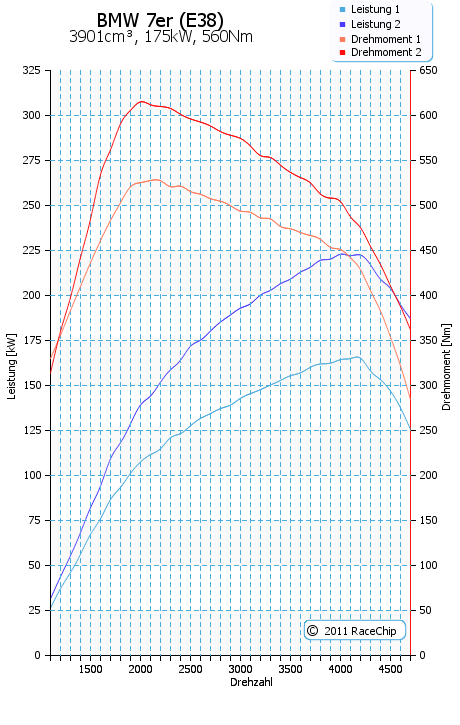 BMW 7er (E38)
3901cm³, 175kW, 560Nm
Leistung 1
Leistung 2
Drehmoment 1
Drehmoment 2
325
300
275
250
225
200
175
150
125
100
75
50
25
0
Leistung [kW]
650
600
550
500
450
400
350
300
250
200
150
100
50
0
Drehmoment [Nm]
© 2011 RaceChip
1500 2000 2500 3000 3500 4000 4500
Drehzahl